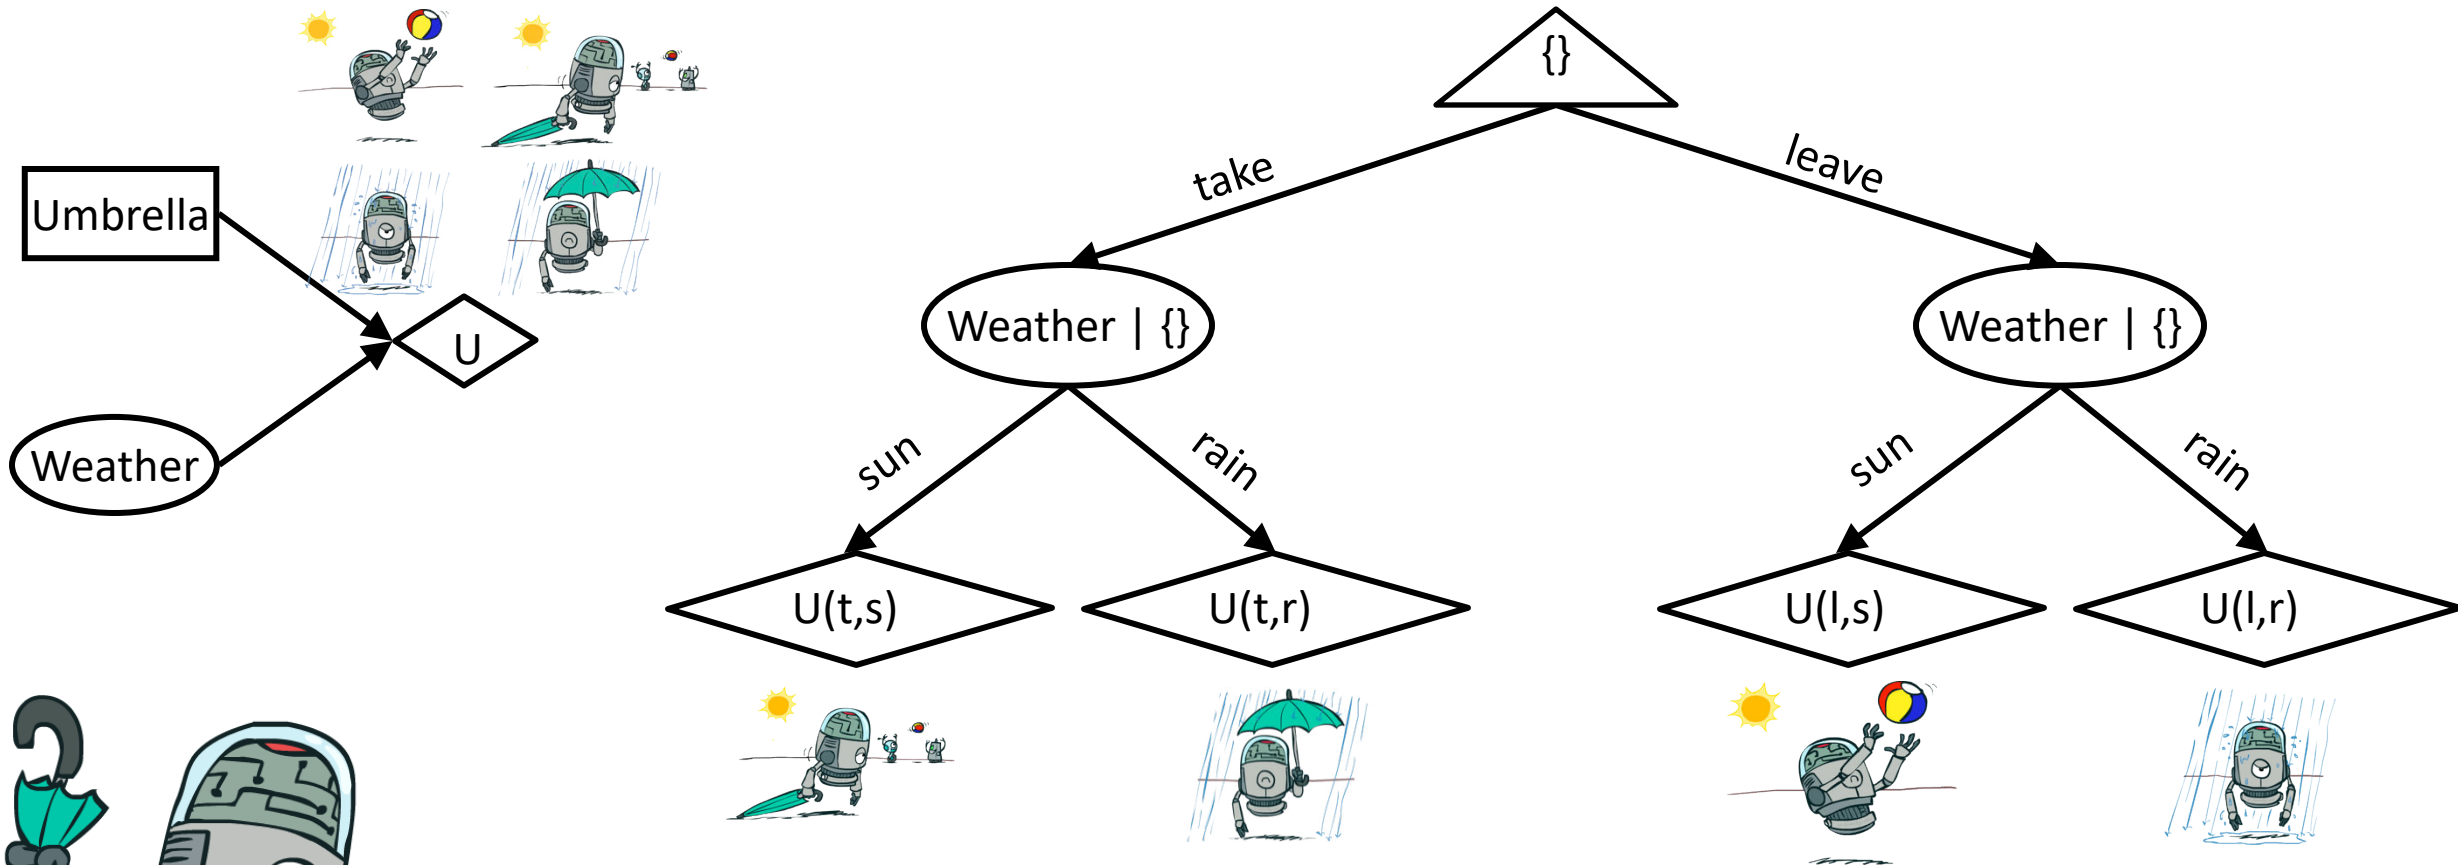 {}
take
leave
Umbrella
Weather | {}
Weather | {}
U
Weather
sun
rain
sun
rain
U(t,s)
U(t,r)
U(l,s)
U(l,r)